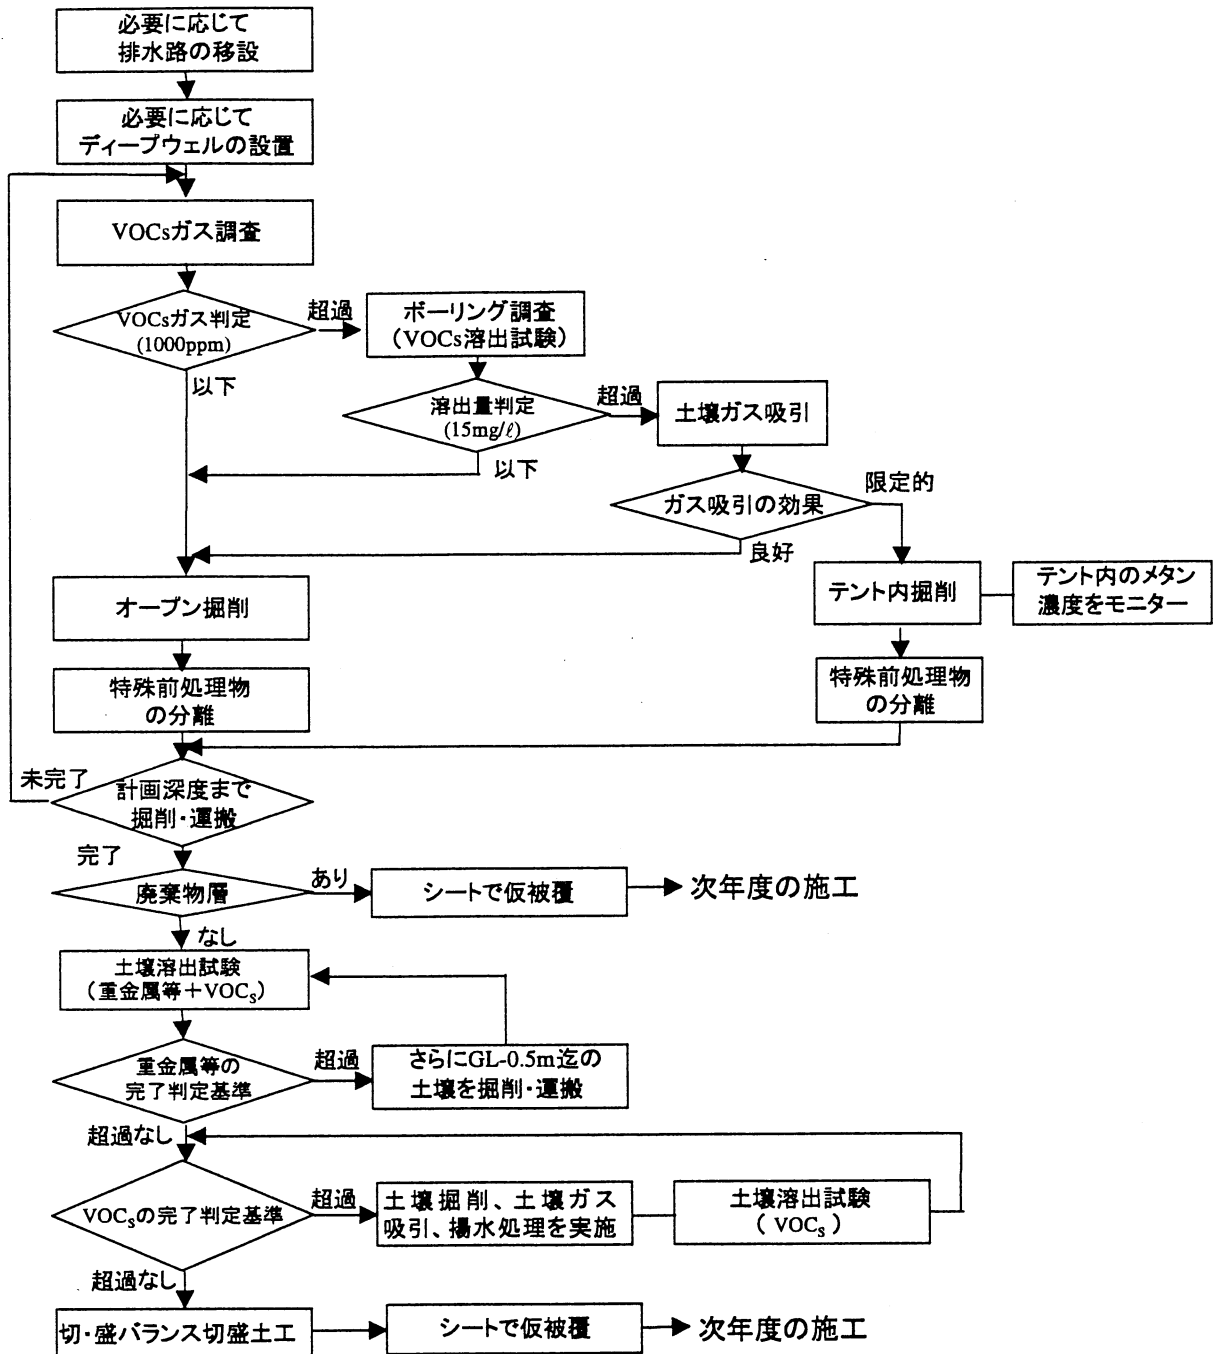 必要に応じて
排水路の移設
必要に応じて
ディープウェルの設置
VOCsガス調査
VOCsガス判定
(1000ppm)
超過
以下
ボーリング調査
(VOCs溶出試験)
溶出量判定
(15mg/ℓ)
超過
以下
土壌ガス吸引
ガス吸引の効果
限定的
良好
オープン掘削
テント内掘削
テント内のメタン
濃度をモニター
特殊前処理物
の分離
特殊前処理物
の分離
未完了
計画深度まで
掘削・運搬
完了
廃棄物層
あり
シートで仮被覆
次年度の施工
なし
土壌溶出試験
(重金属等+VOCs)
重金属等の
完了判定基準
超過
さらにGL-0.5m迄の
土壌を掘削・運搬
超過なし
VOCsの完了判定基準
超過
土壌掘削、土壌ガス
吸引、揚水処理を実施
土壌溶出試験
(VOCs)
超過なし
切・盛バランス切盛土工
シートで仮被覆
次年度の施工